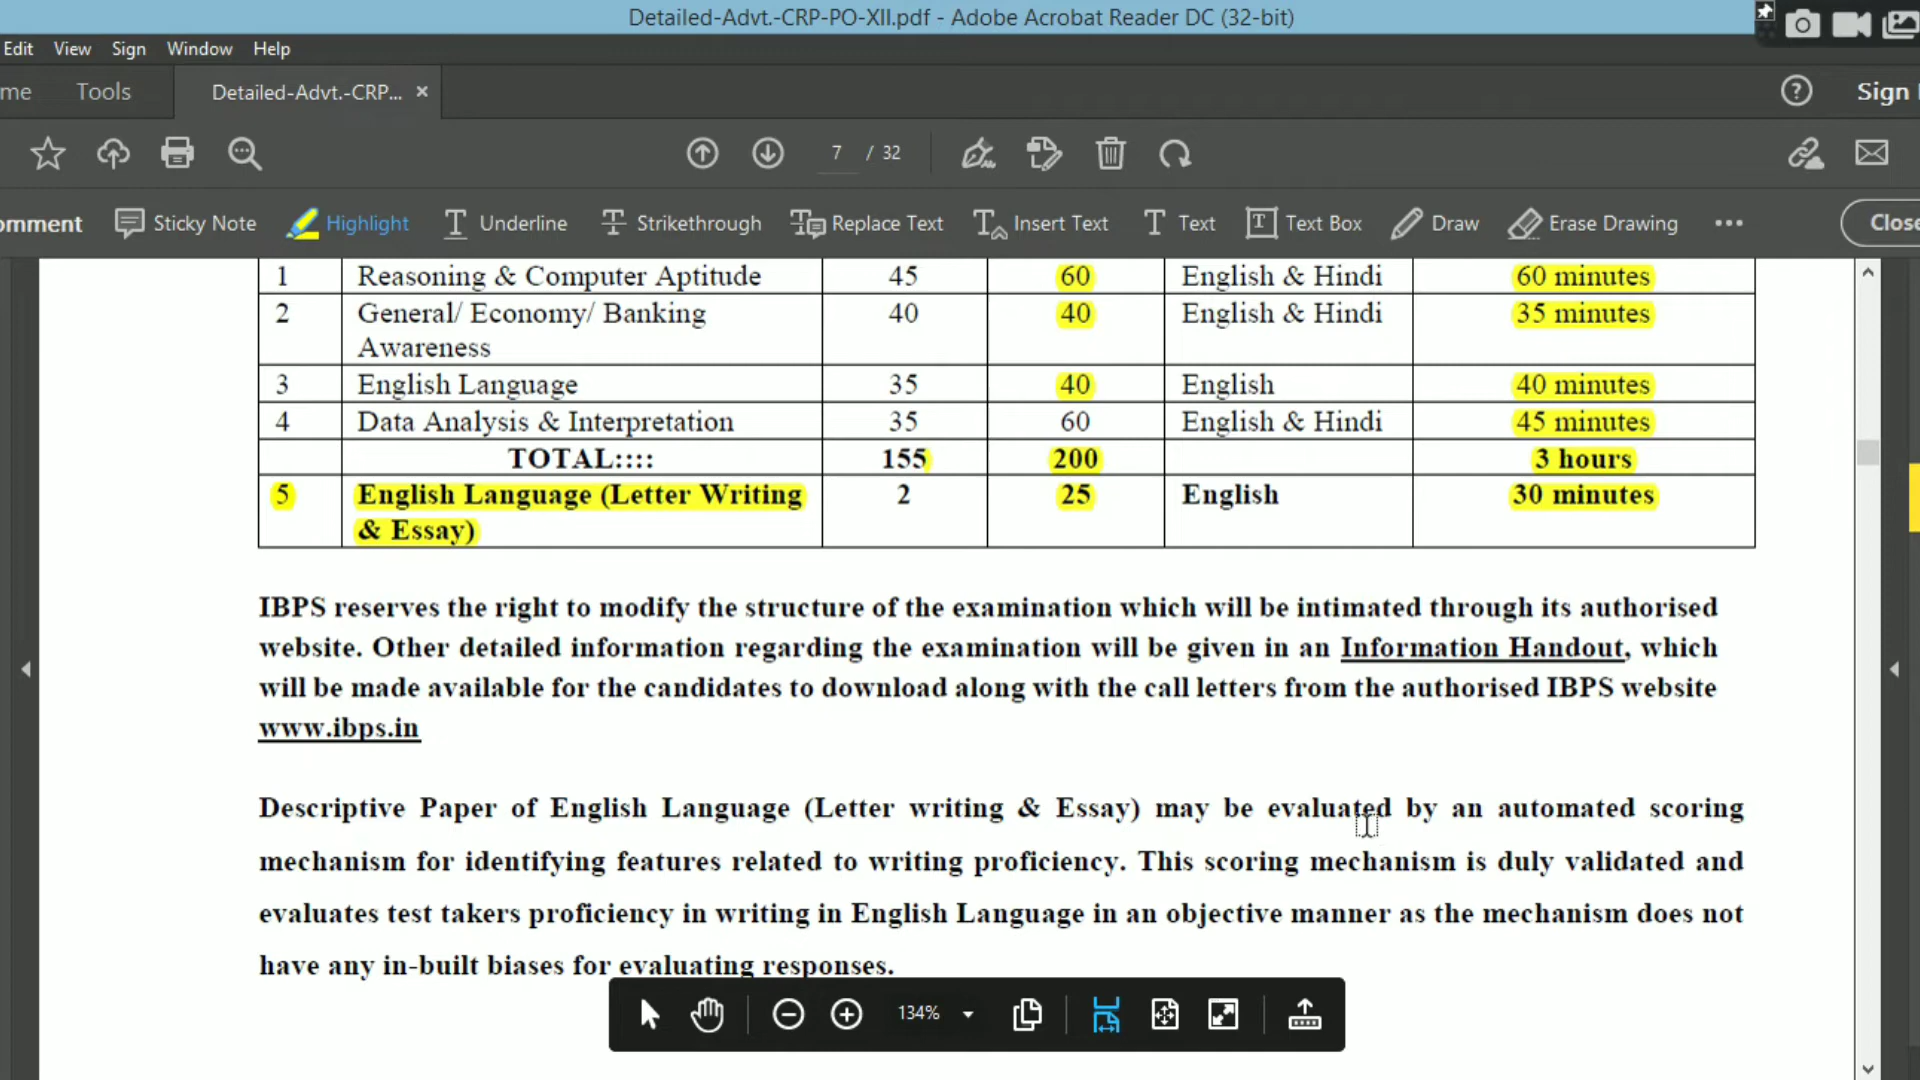 Detailed-Advt.-CRP-PO-XII.pdf - Adobe Acrobat Reader DC (32-bit)
Edit View Sign Window Help
me Tools Detailed-Advt.-CRP... × Sign
7 / 32
omment Sticky Note Highlight Underline Strikethrough Replace Text Insert Text Text Text Box Draw Erase Drawing Close
1 Reasoning & Computer Aptitude 45 60 English & Hindi 60 minutes
2 General/ Economy/ Banking 40 40 English & Hindi 35 minutes
Awareness
3 English Language 35 40 English 40 minutes
4 Data Analysis & Interpretation 35 60 English & Hindi 45 minutes
TOTAL:::: 155 200 3 hours
5 English Language (Letter Writing 2 25 English 30 minutes
& Essay)
IBPS reserves the right to modify the structure of the examination which will be intimated through its authorised
website. Other detailed information regarding the examination will be given in an Information Handout, which
will be made available for the candidates to download along with the call letters from the authorised IBPS website
www.ibps.in
Descriptive Paper of English Language (Letter writing & Essay) may be evaluated by an automated scoring
mechanism for identifying features related to writing proficiency. This scoring mechanism is duly validated and
evaluates test takers proficiency in writing in English Language in an objective manner as the mechanism does not
have any in-built biases for evaluating responses.
134%